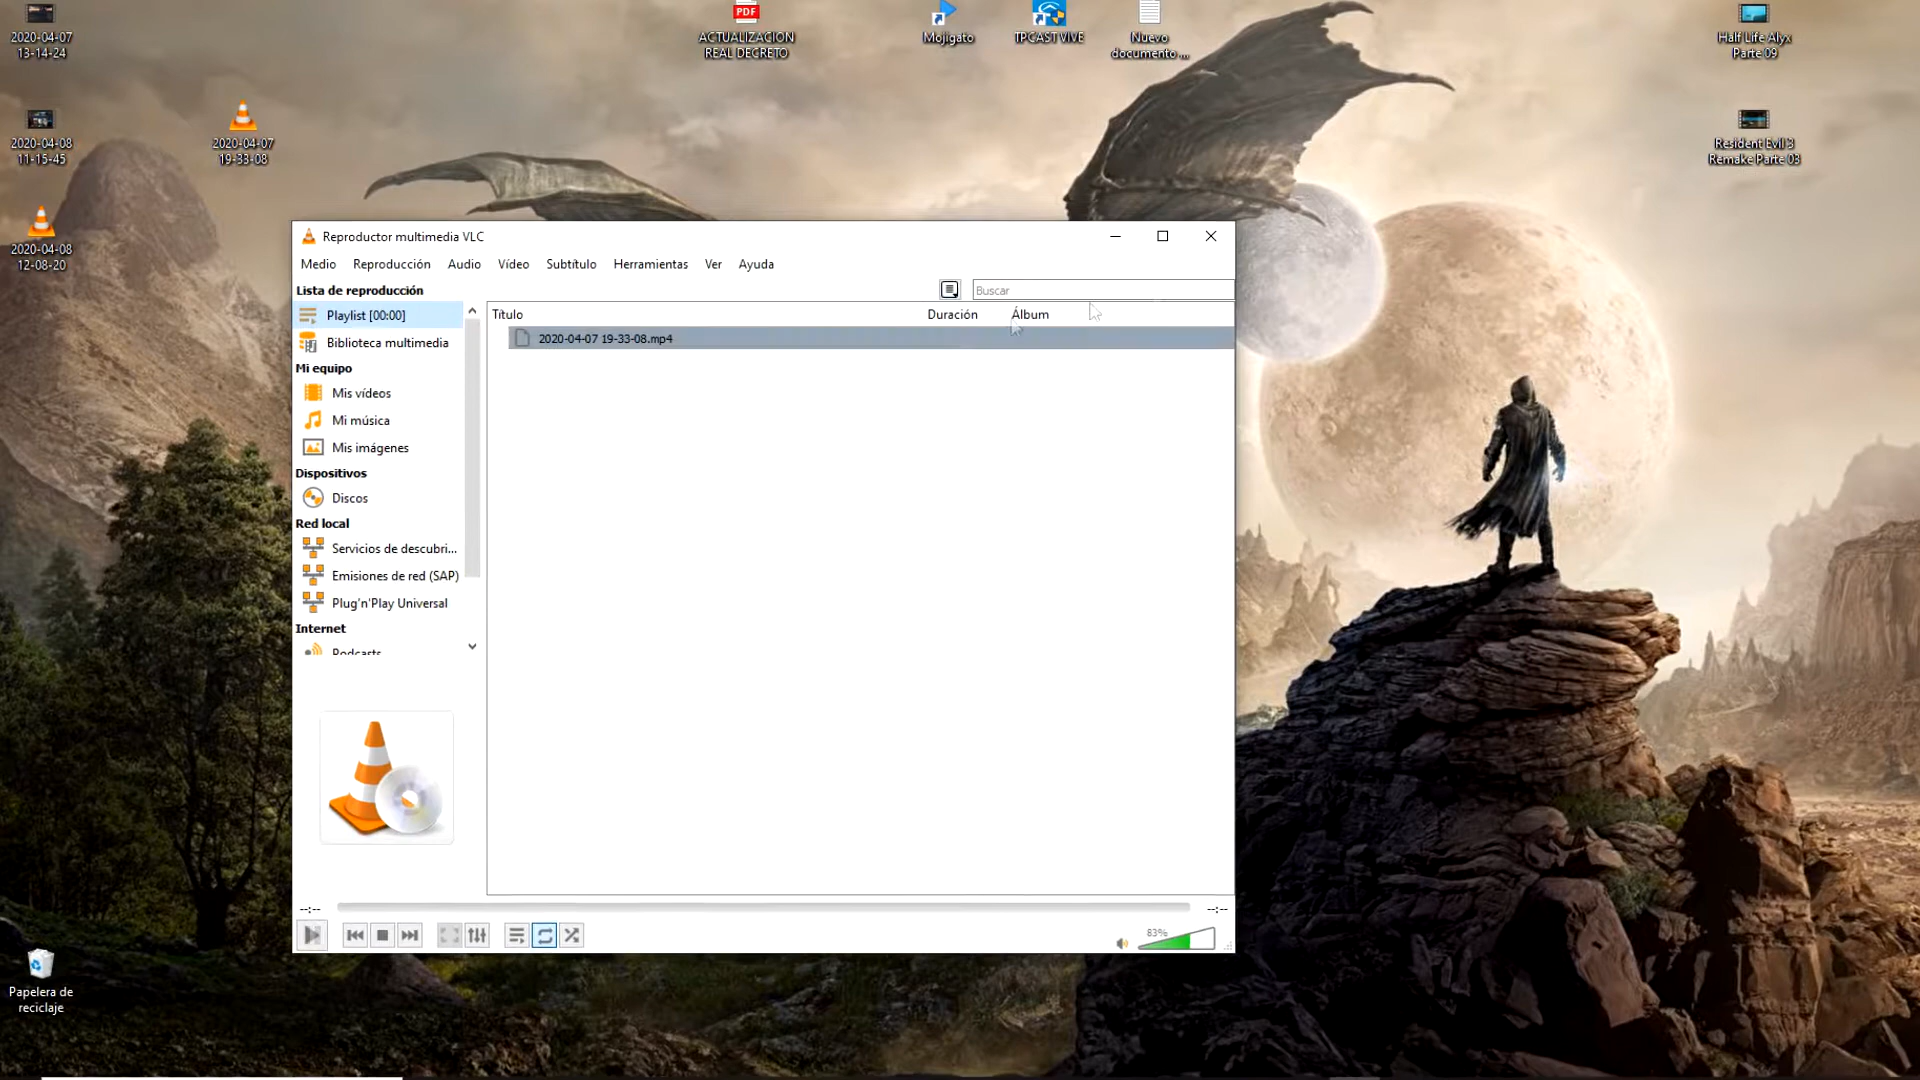 2020-04-07
13-14-24
ACTUALIZACION
REAL DECRETO
PDF
Mojigato
TPCAST VIVE
Nuevo
documento ...
Half Life Alyx
Parte 09
2020-04-08
11-15-45
2020-04-07
19-33-08
Resident Evil 3
Remake Parte 03
2020-04-08
12-08-20
Reproductor multimedia VLC
Medio Reproducción Audio Vídeo Subtítulo Herramientas Ver Ayuda
Lista de reproducción
Buscar
Playlist [00:00]
Título Duración Álbum
2020-04-07 19-33-08.mp4
Biblioteca multimedia
Mi equipo
Mis vídeos
Mi música
Mis imágenes
Dispositivos
Discos
Red local
Servicios de descubri...
Emisiones de red (SAP)
Plug'n'Play Universal
Internet
Podcasts
--:-- --:--
83%
Papelera de
reciclaje